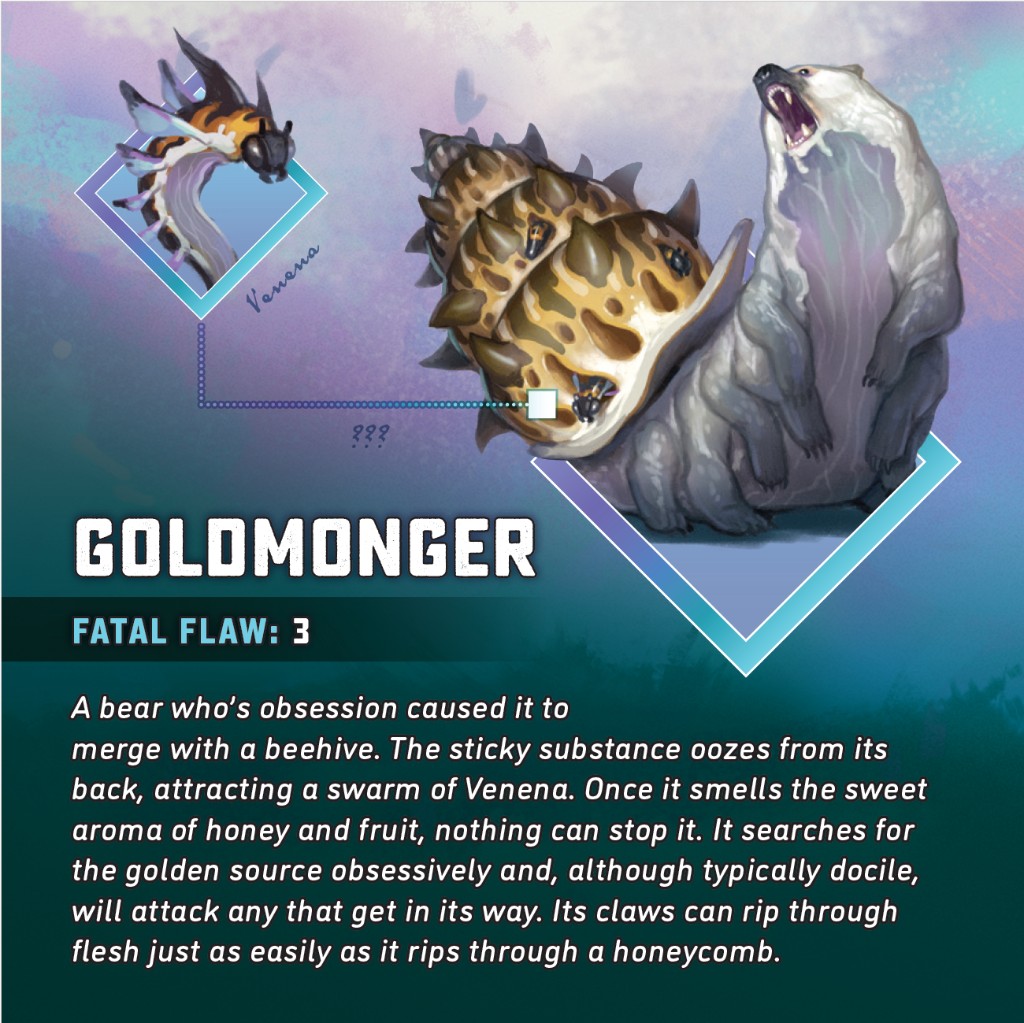 Venena
???
GOLDMONGER
FATAL FLAW: 3
A bear who's obsession caused it to
merge with a beehive. The sticky substance oozes from its
back, attracting a swarm of Venena. Once it smells the sweet
aroma of honey and fruit, nothing can stop it. It searches for
the golden source obsessively and, although typically docile,
will attack any that get in its way. Its claws can rip through
flesh just as easily as it rips through a honeycomb.